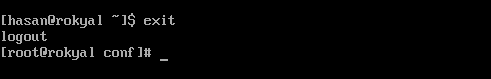 [hasan@rokyal ~]$ exit
logout
[root@rokyal conf]# _